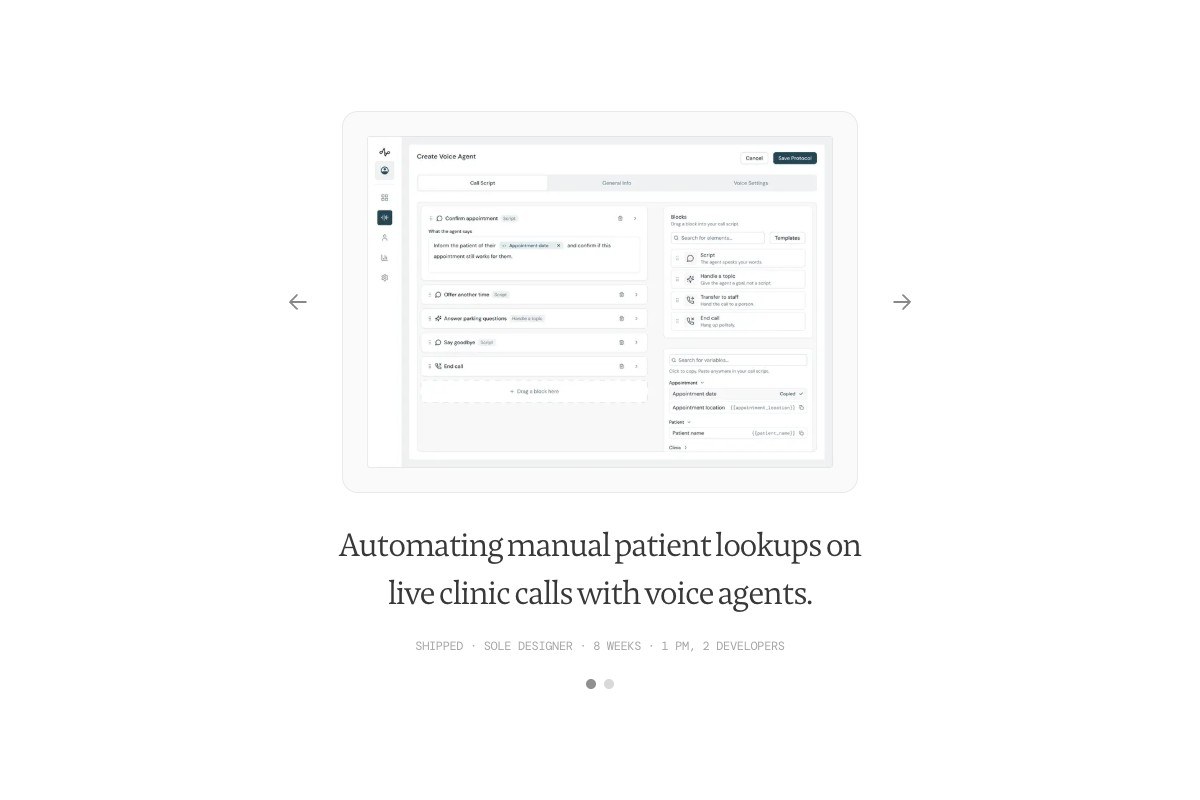 Create Voice Agent
Cancel
Save Protocol
Call Script
General Info
Voice Settings
Confirm appointment Script
What the agent says
Inform the patient of their Appointment date × and confirm if this
appointment still works for them.
Offer another time Script
Answer parking questions Handle a topic
Say goodbye Script
End call
+ Drag a block here
Blocks
Drag a block into your call script.
Search for elements...
Templates
Script
The agent speaks your words
Handle a topic
Give the agent a goal, not a script
Transfer to staff
Hand the call to a person
End call
Hang up politely
Search for variables...
Click to copy. Paste anywhere in your call script.
Appointment
Appointment date Copied
Appointment location {{appointment_location}}
Patient
Patient name {{patient_name}}
Clinic
Automating manual patient lookups on
live clinic calls with voice agents.
SHIPPED · SOLE DESIGNER · 8 WEEKS · 1 PM, 2 DEVELOPERS